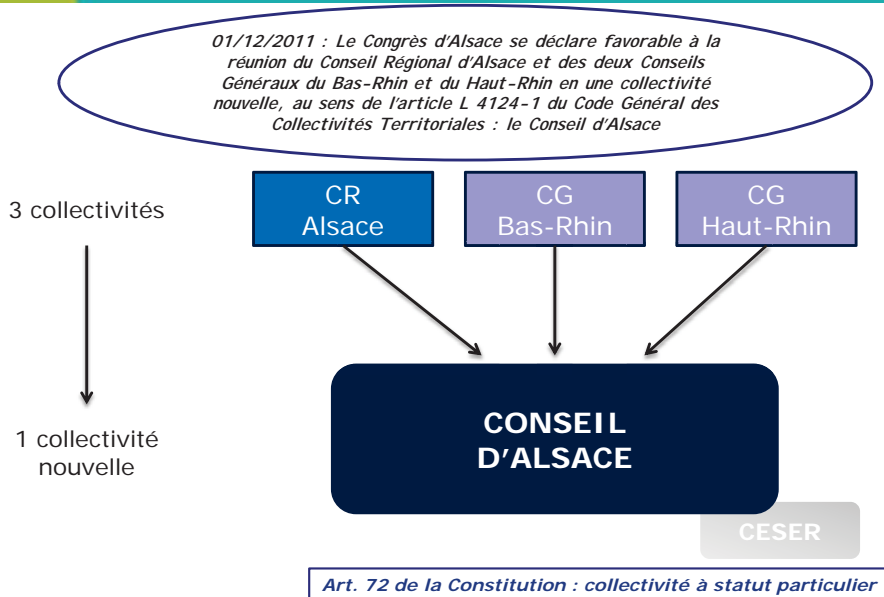 01/12/2011 : Le Congrès d'Alsace se déclare favorable à la
réunion du Conseil Régional d'Alsace et des deux Conseils
Généraux du Bas-Rhin et du Haut-Rhin en une collectivité
nouvelle, au sens de l'article L 4124-1 du Code Général des
Collectivités Territoriales : le Conseil d'Alsace
3 collectivités
CR
Alsace
CG
Bas-Rhin
CG
Haut-Rhin
1 collectivité
nouvelle
CONSEIL
D'ALSACE
CESER
Art. 72 de la Constitution : collectivité à statut particulier